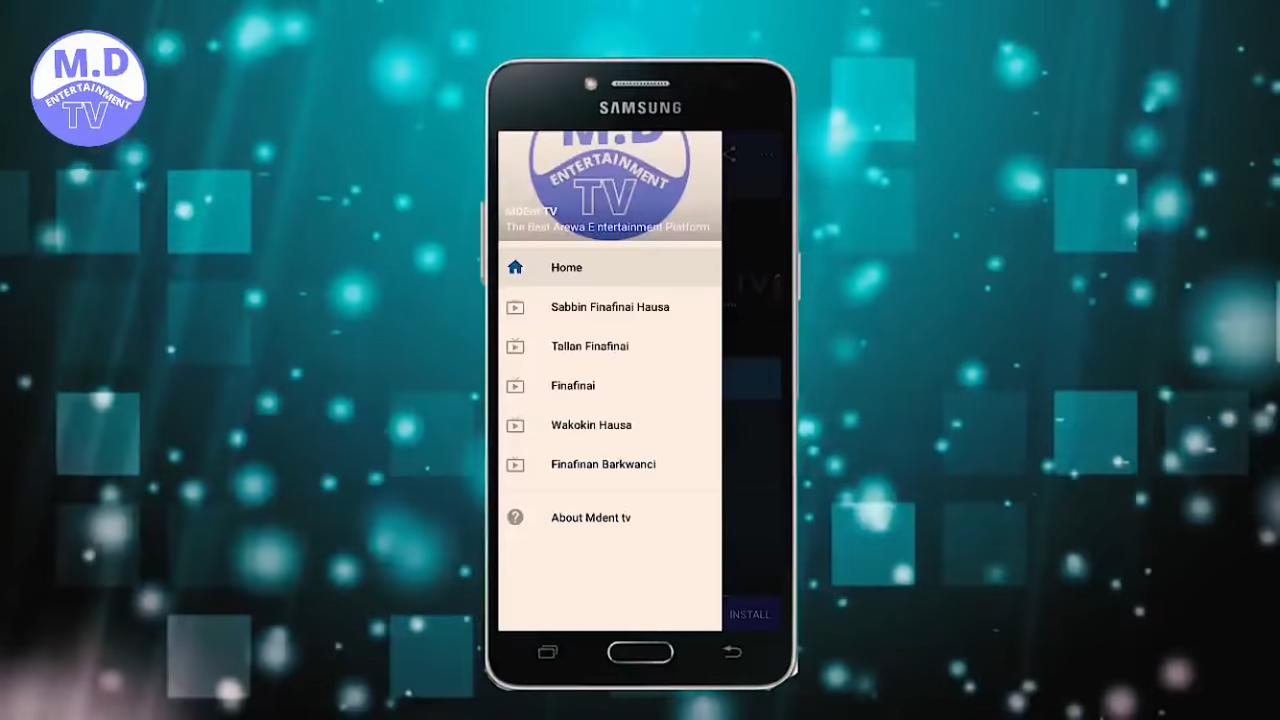 M.D
ENTERTAINMENT
TV
SAMSUNG
M.D
ENTERTAINMENT
TV
MDEnt TV
The Best Arewa Entertainment Platform
Home
Sabbin Finafinai Hausa
Tallan Finafinai
Finafinai
Wakokin Hausa
Finafinan Barkwanci
About Mdent tv
INSTALL